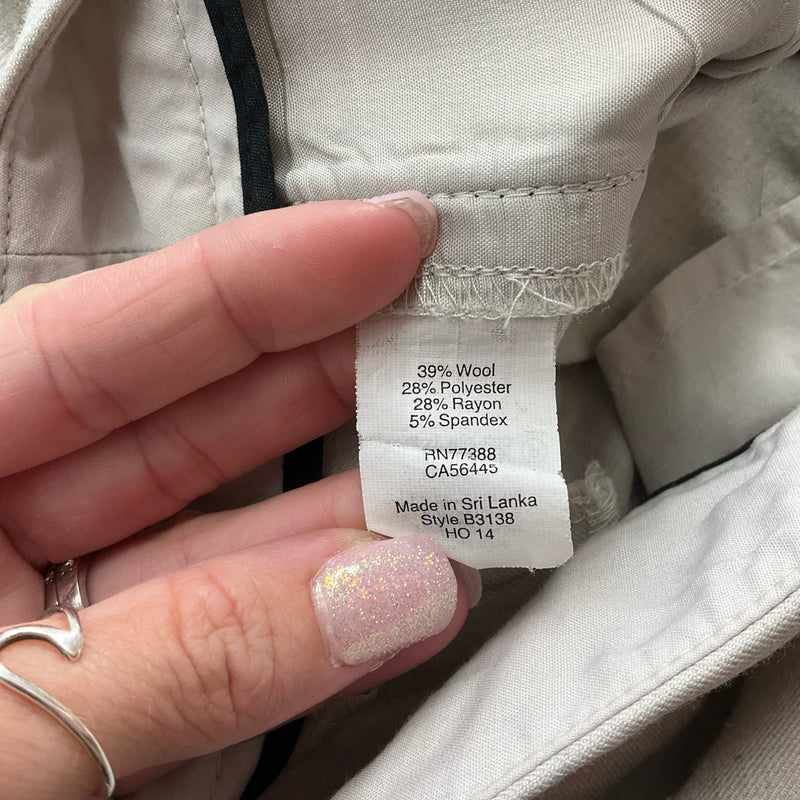 39% Wool
28% Polyester
28% Rayon
5% Spandex
RN77388
CA56445
Made in Sri Lanka
Style B3138
HO 14